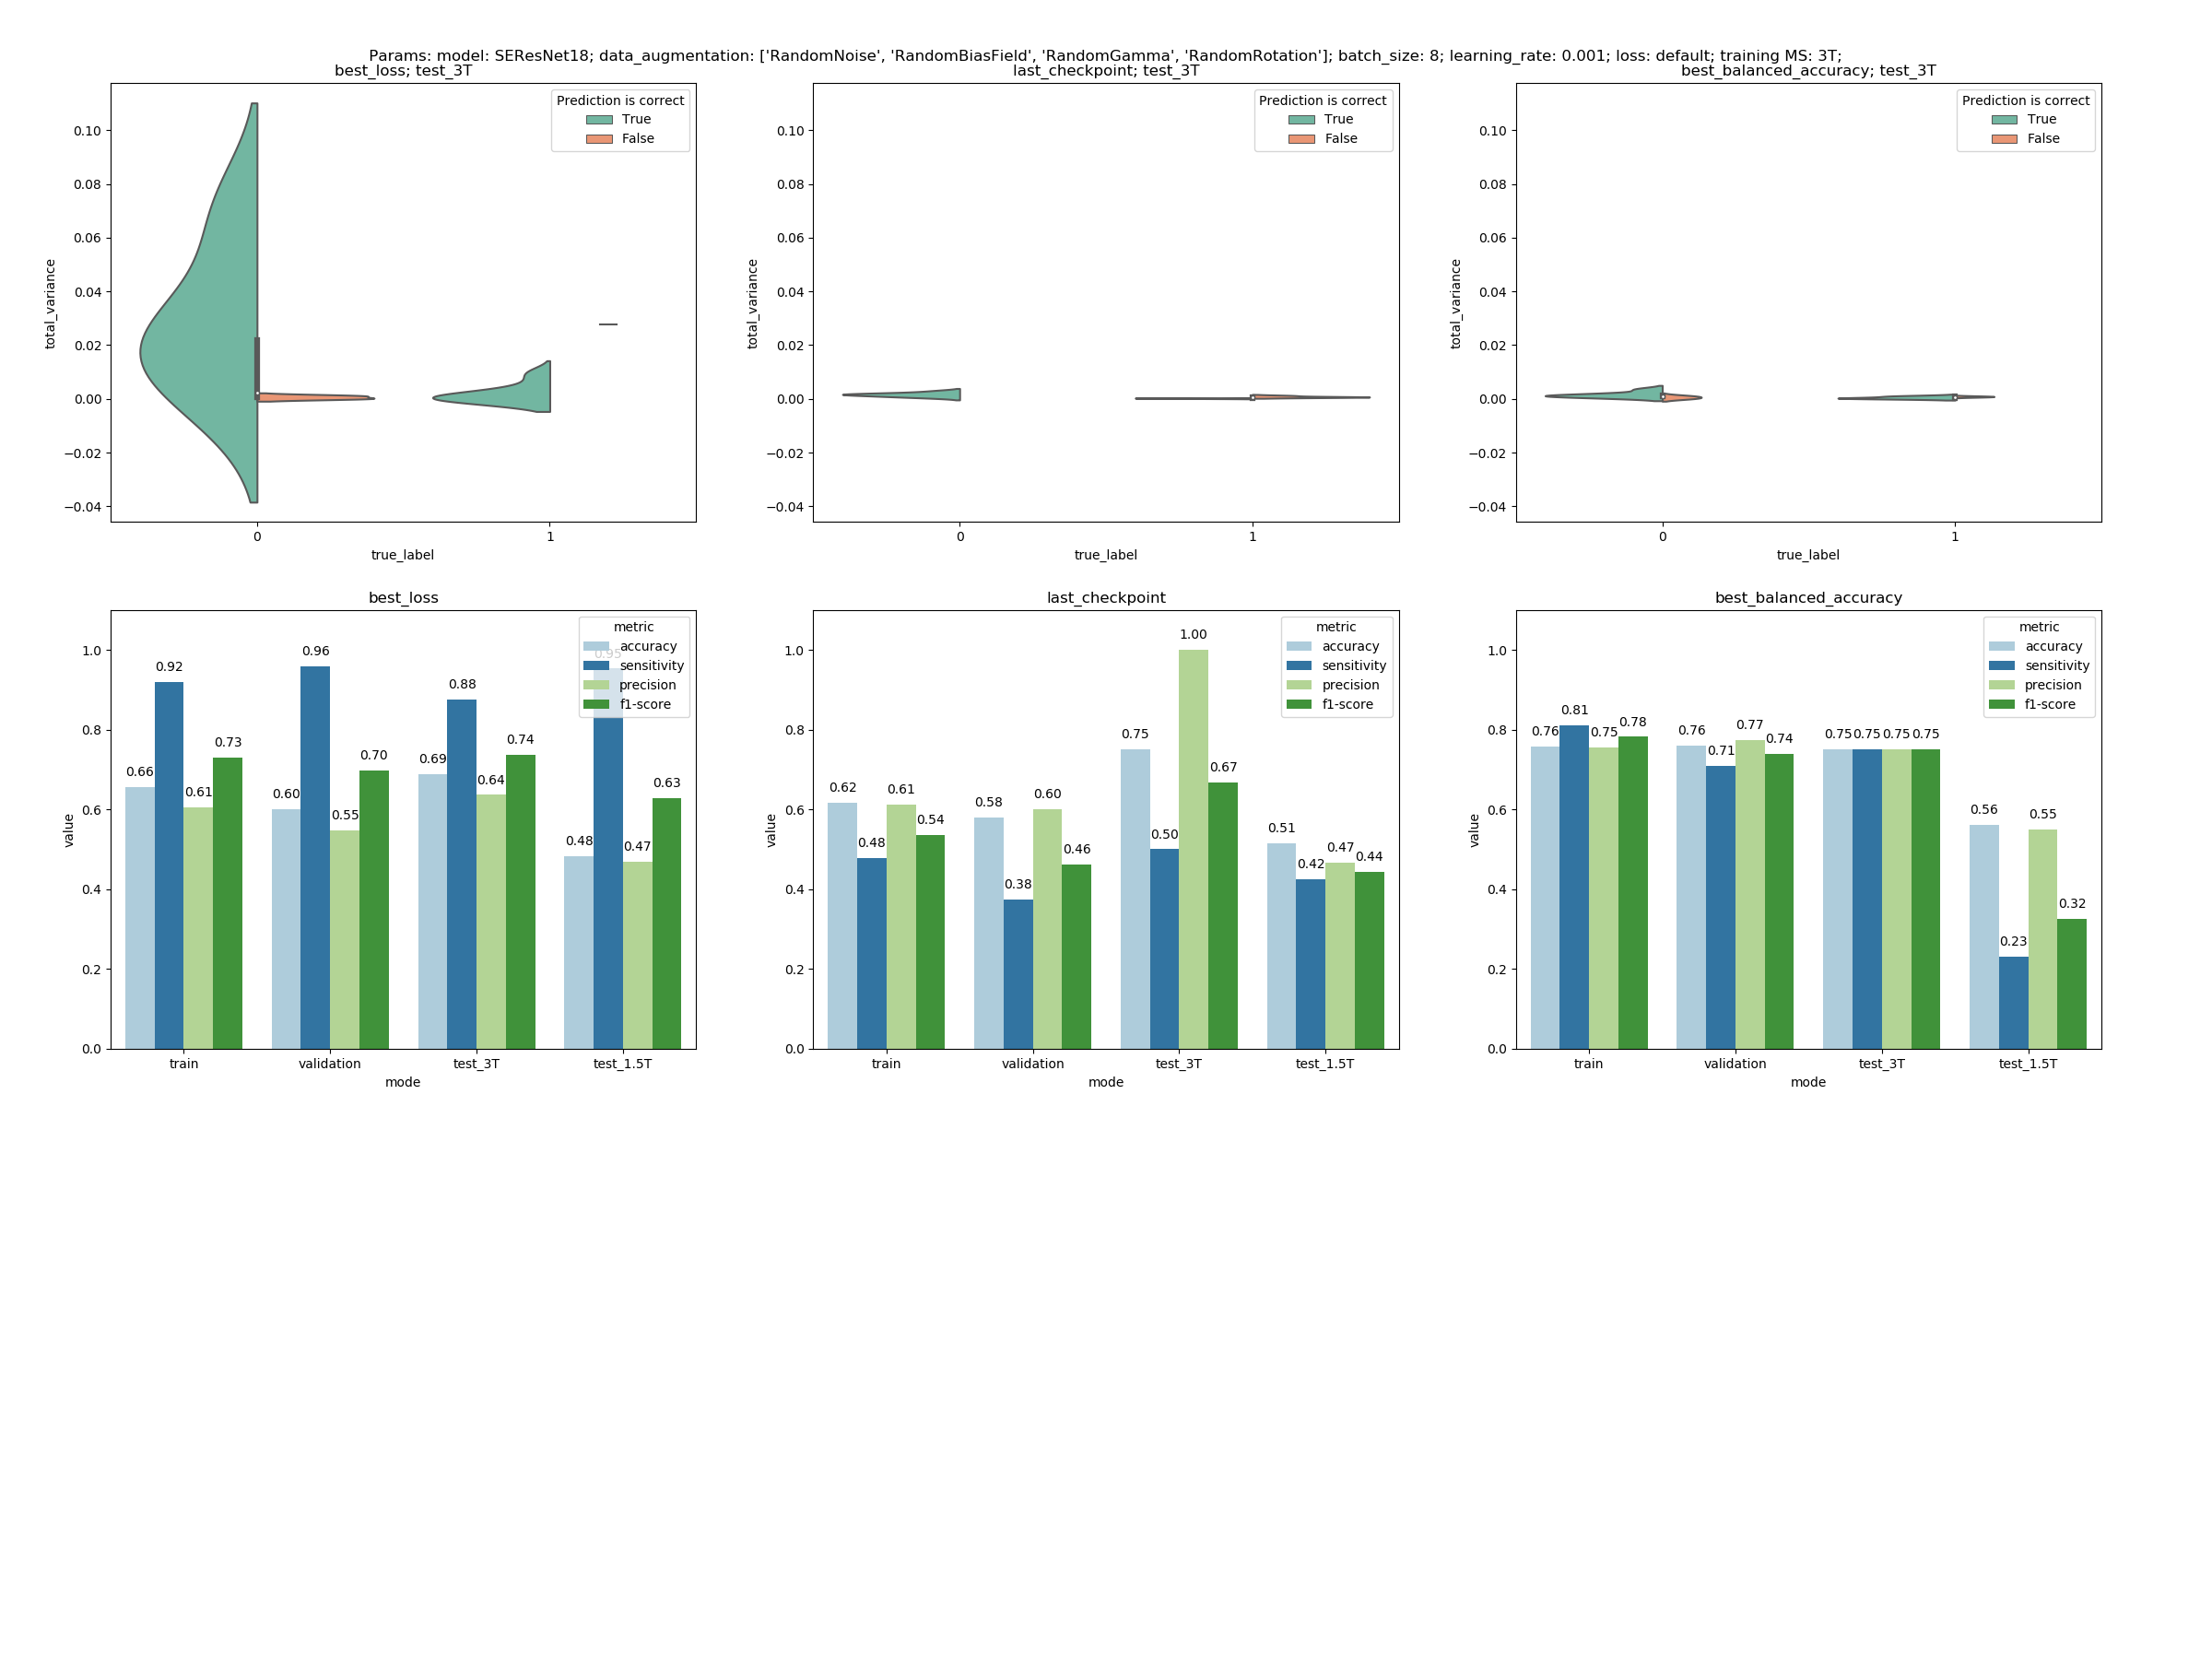 Params: model: SEResNet18; data_augmentation: ['RandomNoise', 'RandomBiasField', 'RandomGamma', 'RandomRotation']; batch_size: 8; learning_rate: 0.001; loss: default; training MS: 3T;
best_loss; test_3T
Prediction is correct
True
False
0.10
0.08
0.06
0.04
0.02
0.00
−0.02
−0.04
total_variance
0 1
true_label
last_checkpoint; test_3T
Prediction is correct
True
False
0.10
0.08
0.06
0.04
0.02
0.00
−0.02
−0.04
total_variance
0 1
true_label
best_balanced_accuracy; test_3T
Prediction is correct
True
False
0.10
0.08
0.06
0.04
0.02
0.00
−0.02
−0.04
total_variance
0 1
true_label
best_loss
metric
accuracy
sensitivity
precision
f1-score
1.0
0.8
0.6
0.4
0.2
0.0
value
0.66 0.92 0.61 0.73
0.60 0.96 0.55 0.70
0.69 0.88 0.64 0.74
0.48 0.95 0.47 0.63
train validation test_3T test_1.5T
mode
last_checkpoint
metric
accuracy
sensitivity
precision
f1-score
1.0
0.8
0.6
0.4
0.2
0.0
value
0.62 0.48 0.61 0.54
0.58 0.38 0.60 0.46
0.75 0.50 1.00 0.67
0.51 0.42 0.47 0.44
train validation test_3T test_1.5T
mode
best_balanced_accuracy
metric
accuracy
sensitivity
precision
f1-score
1.0
0.8
0.6
0.4
0.2
0.0
value
0.76 0.81 0.75 0.78
0.76 0.71 0.77 0.74
0.75 0.75 0.75 0.75
0.56 0.23 0.55 0.32
train validation test_3T test_1.5T
mode